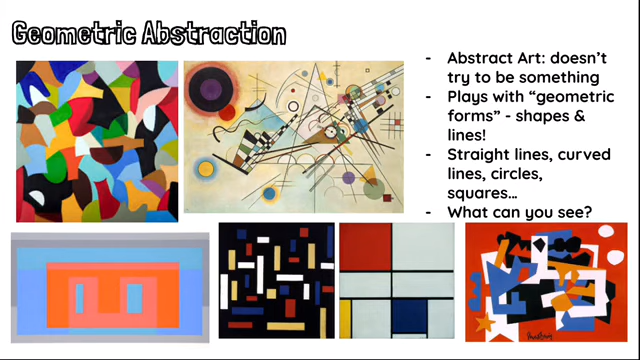 Geometric Abstraction
- Abstract Art: doesn't
try to be something
- Plays with “geometric
forms” - shapes &
lines!
- Straight lines, curved
lines, circles,
squares…
- What can you see?